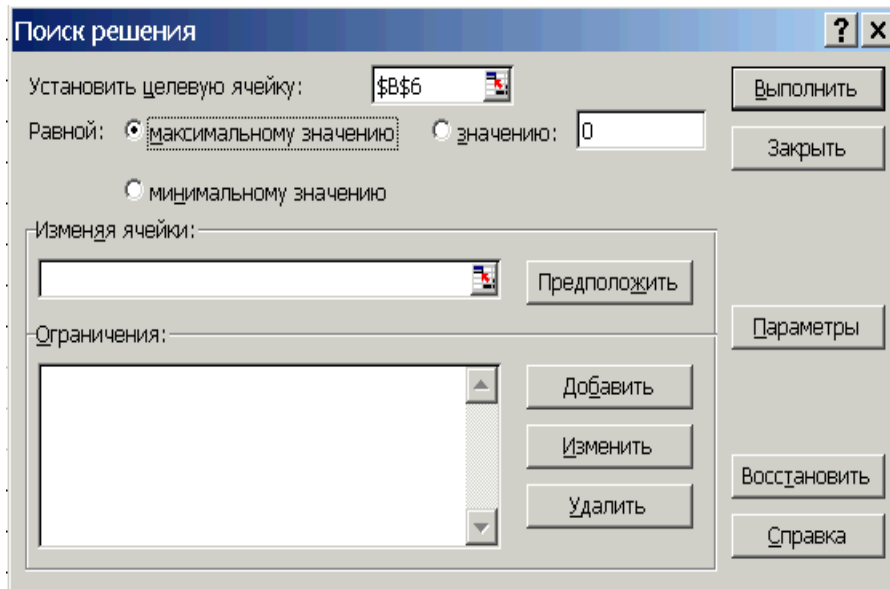 Поиск решения
Установить целевую ячейку: $B$6
Выполнить
Равной: максимальному значению значению: 0
Закрыть
минимальному значению
Изменяя ячейки:
Предположить
Ограничения:
Параметры
Добавить
Изменить
Восстановить
Удалить
Справка